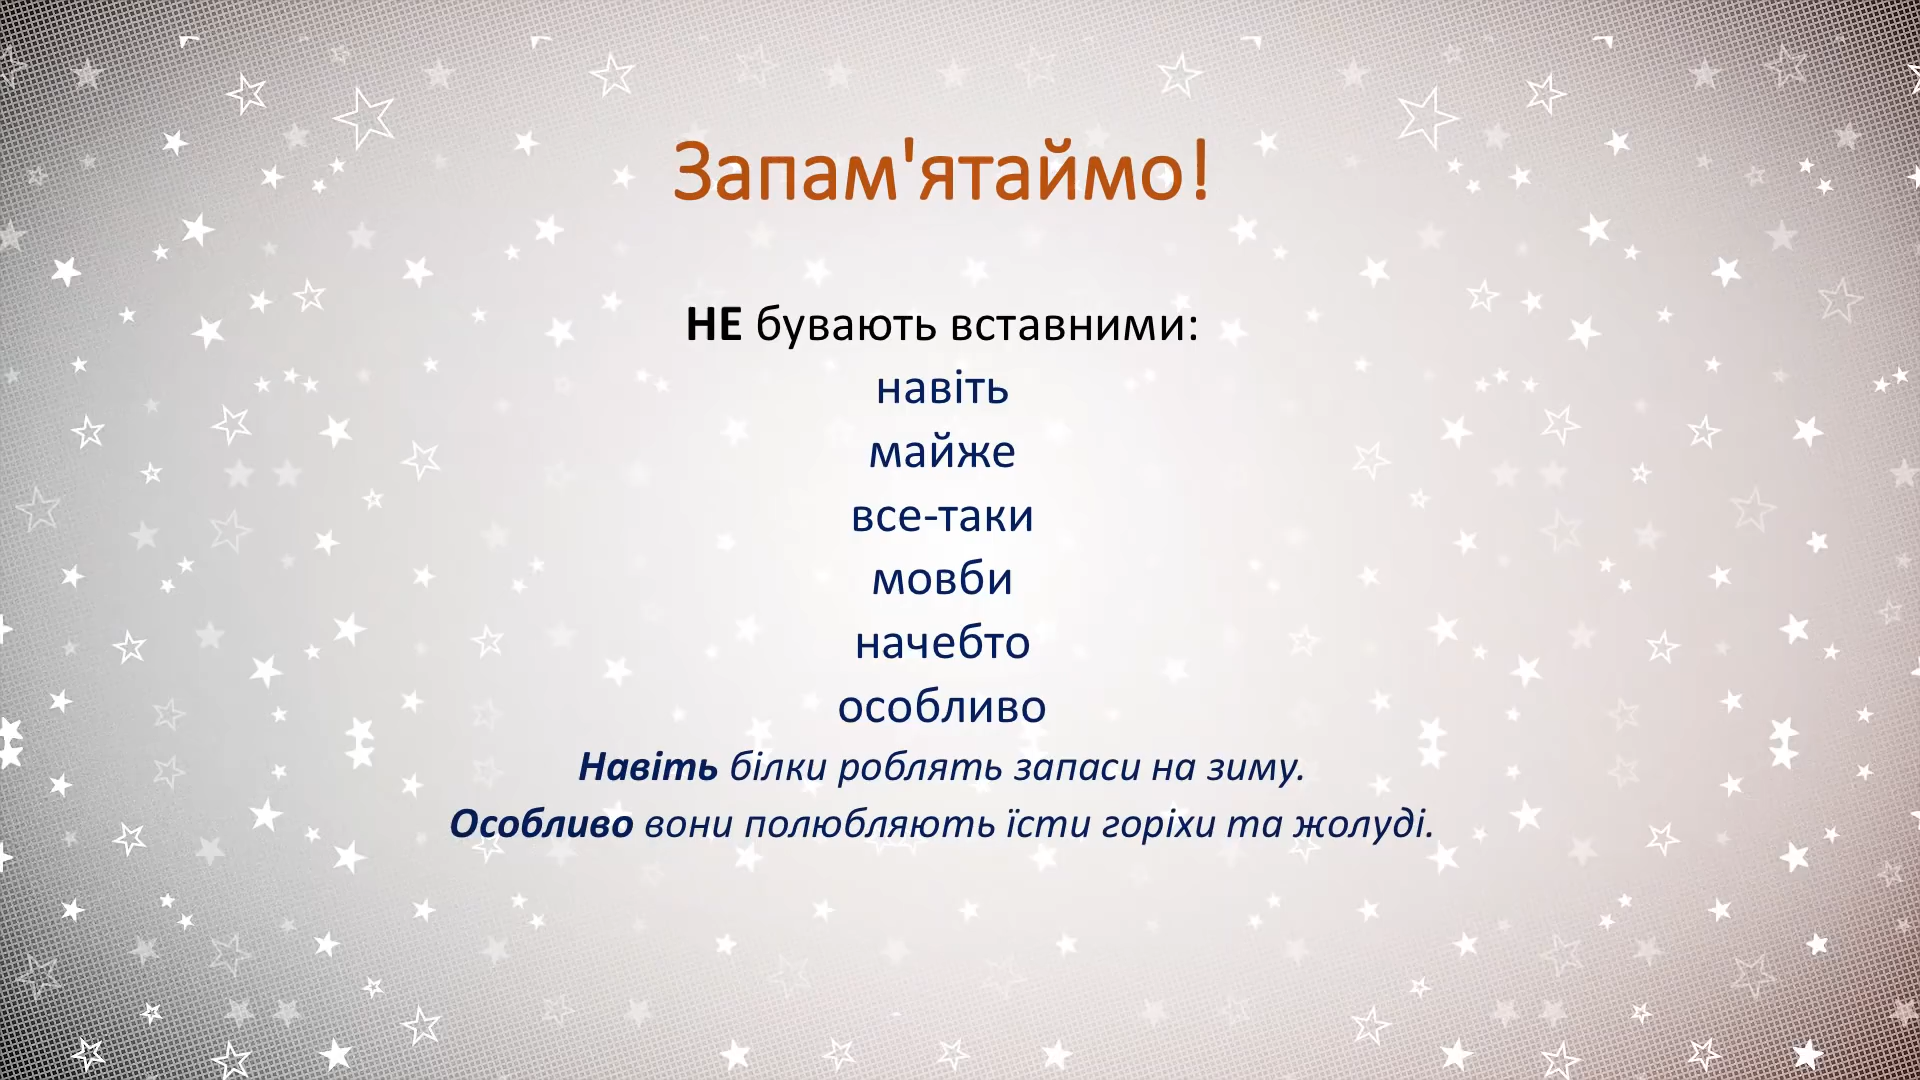 Запам'ятаймо!
НЕ бувають вставними:
навіть
майже
все-таки
мовби
начебто
особливо
Навіть білки роблять запаси на зиму.
Особливо вони полюбляють їсти горіхи та жолуді.